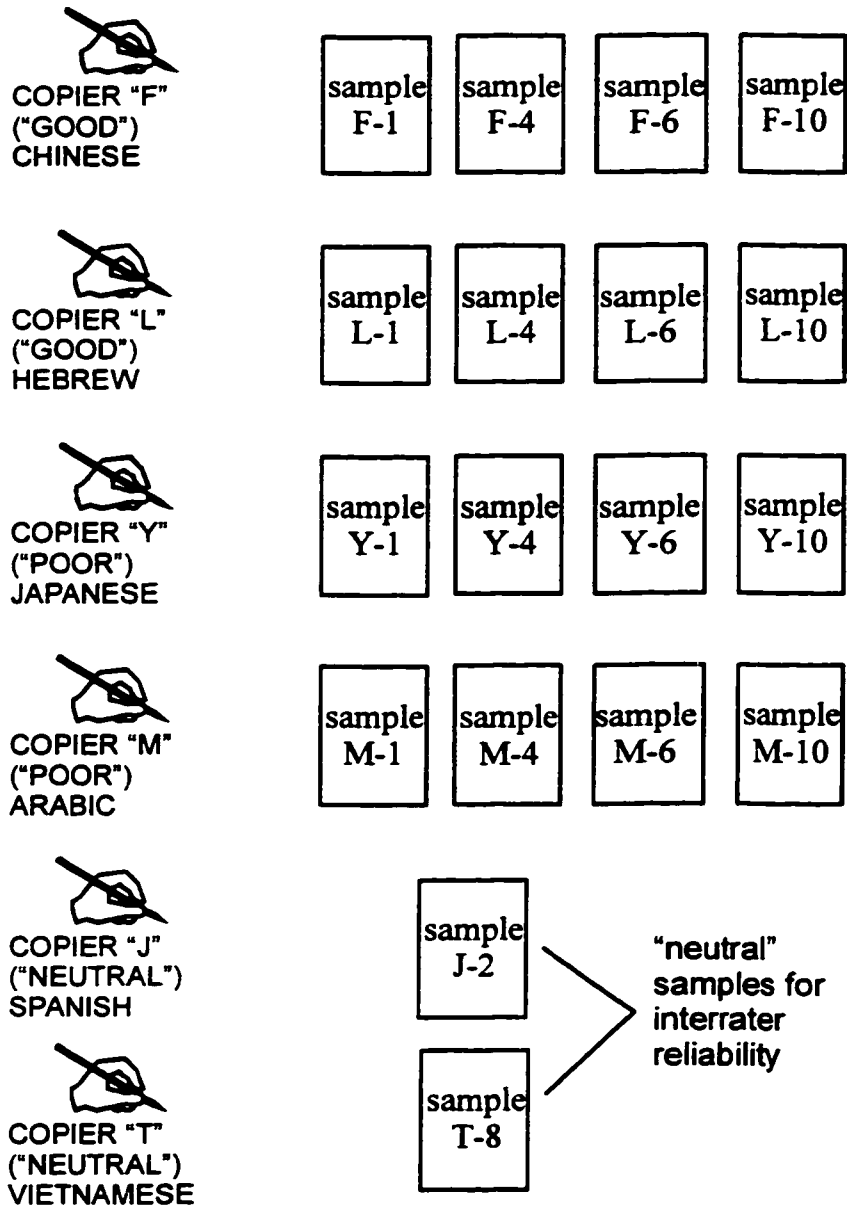 COPIER “F”
(“GOOD”)
CHINESE
sample
F-1
sample
F-4
sample
F-6
sample
F-10
COPIER “L”
(“GOOD”)
HEBREW
sample
L-1
sample
L-4
sample
L-6
sample
L-10
COPIER “Y”
(“POOR”)
JAPANESE
sample
Y-1
sample
Y-4
sample
Y-6
sample
Y-10
COPIER “M”
(“POOR”)
ARABIC
sample
M-1
sample
M-4
sample
M-6
sample
M-10
COPIER “J”
(“NEUTRAL”)
SPANISH
sample
J-2
“neutral”
samples for
interrater
reliability
COPIER “T”
(“NEUTRAL”)
VIETNAMESE
sample
T-8